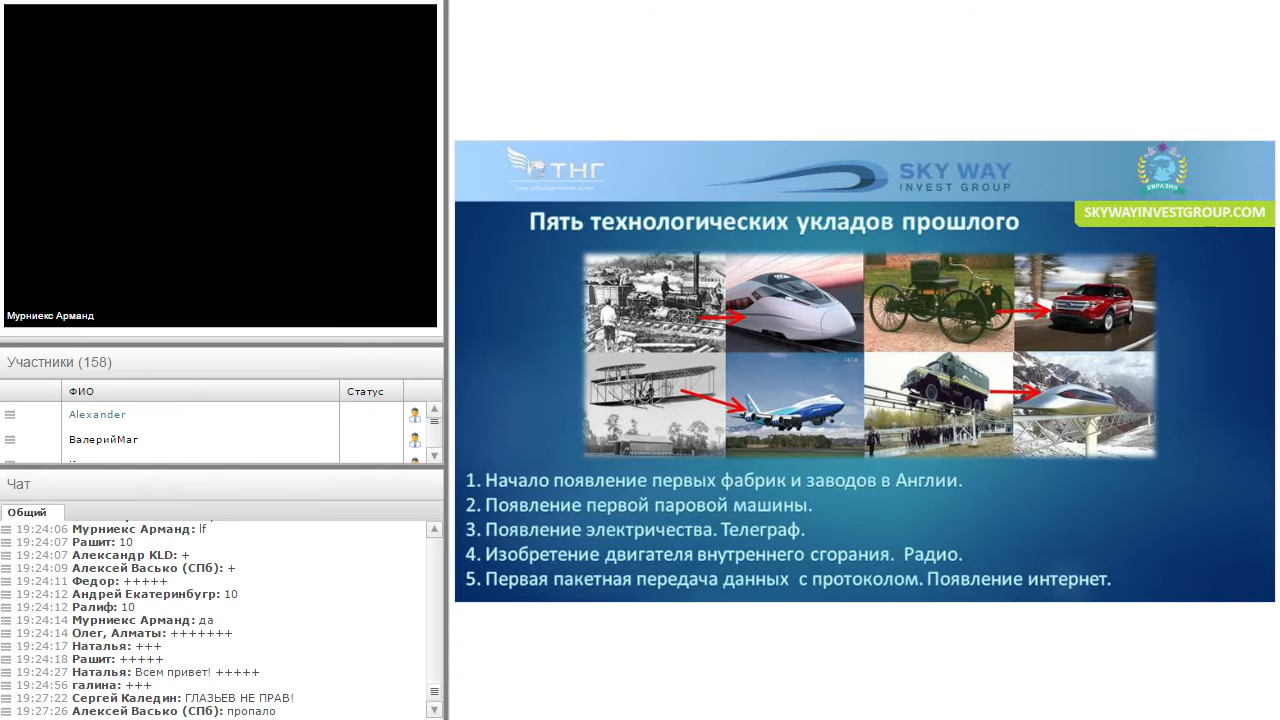 Мурниекс Арманд
Участники (158)
ФИО
Статус
Alexander
ВалерийМаг
Чат
Общий
19:24:06 Мурниекс Арманд: lf
19:24:07 Рашит: 10
19:24:07 Александр KLD: +
19:24:09 Алексей Васько (СПб): +
19:24:11 Федор: +++++
19:24:12 Андрей Екатеринбугр: 10
19:24:12 Ралиф: 10
19:24:14 Мурниекс Арманд: да
19:24:14 Олег, Алматы: +++++++
19:24:17 Наталья: +++
19:24:18 Рашит: +++++
19:24:27 Наталья: Всем привет! +++++
19:24:56 галина: +++
19:27:22 Сергей Каледин: ГЛАЗЬЕВ НЕ ПРАВ!
19:27:26 Алексей Васько (СПб): пропало
ТНГ
SKY WAY
INVEST GROUP
ЕВРАЗИЯ
SKYWAYINVESTGROUP.COM
Пять технологических укладов прошлого
1. Начало появление первых фабрик и заводов в Англии.
2. Появление первой паровой машины.
3. Появление электричества. Телеграф.
4. Изобретение двигателя внутреннего сгорания. Радио.
5. Первая пакетная передача данных с протоколом. Появление интернет.